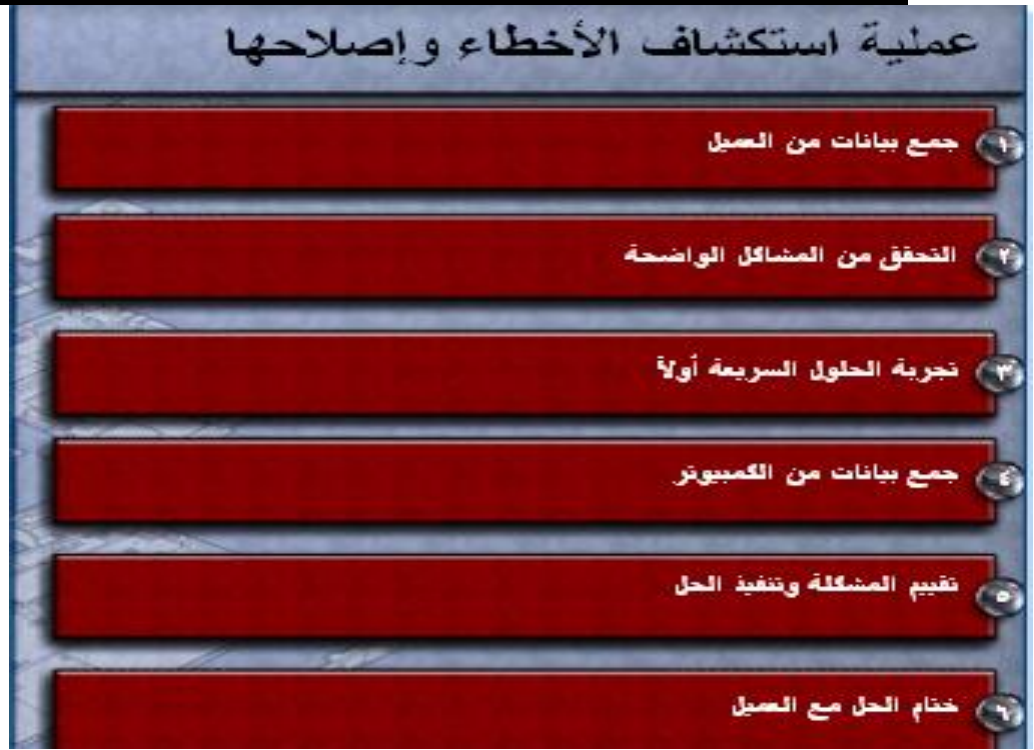 عملية استكشاف الأخطاء وإصلاحها
١ جمع بيانات من العميل
٢ التحقق من المشاكل الواضحة
٣ تجربة الحلول السريعة أولاً
٤ جمع بيانات من الكمبيوتر
٥ تقييم المشكلة وتنفيذ الحل
٦ ختام الحل مع العميل